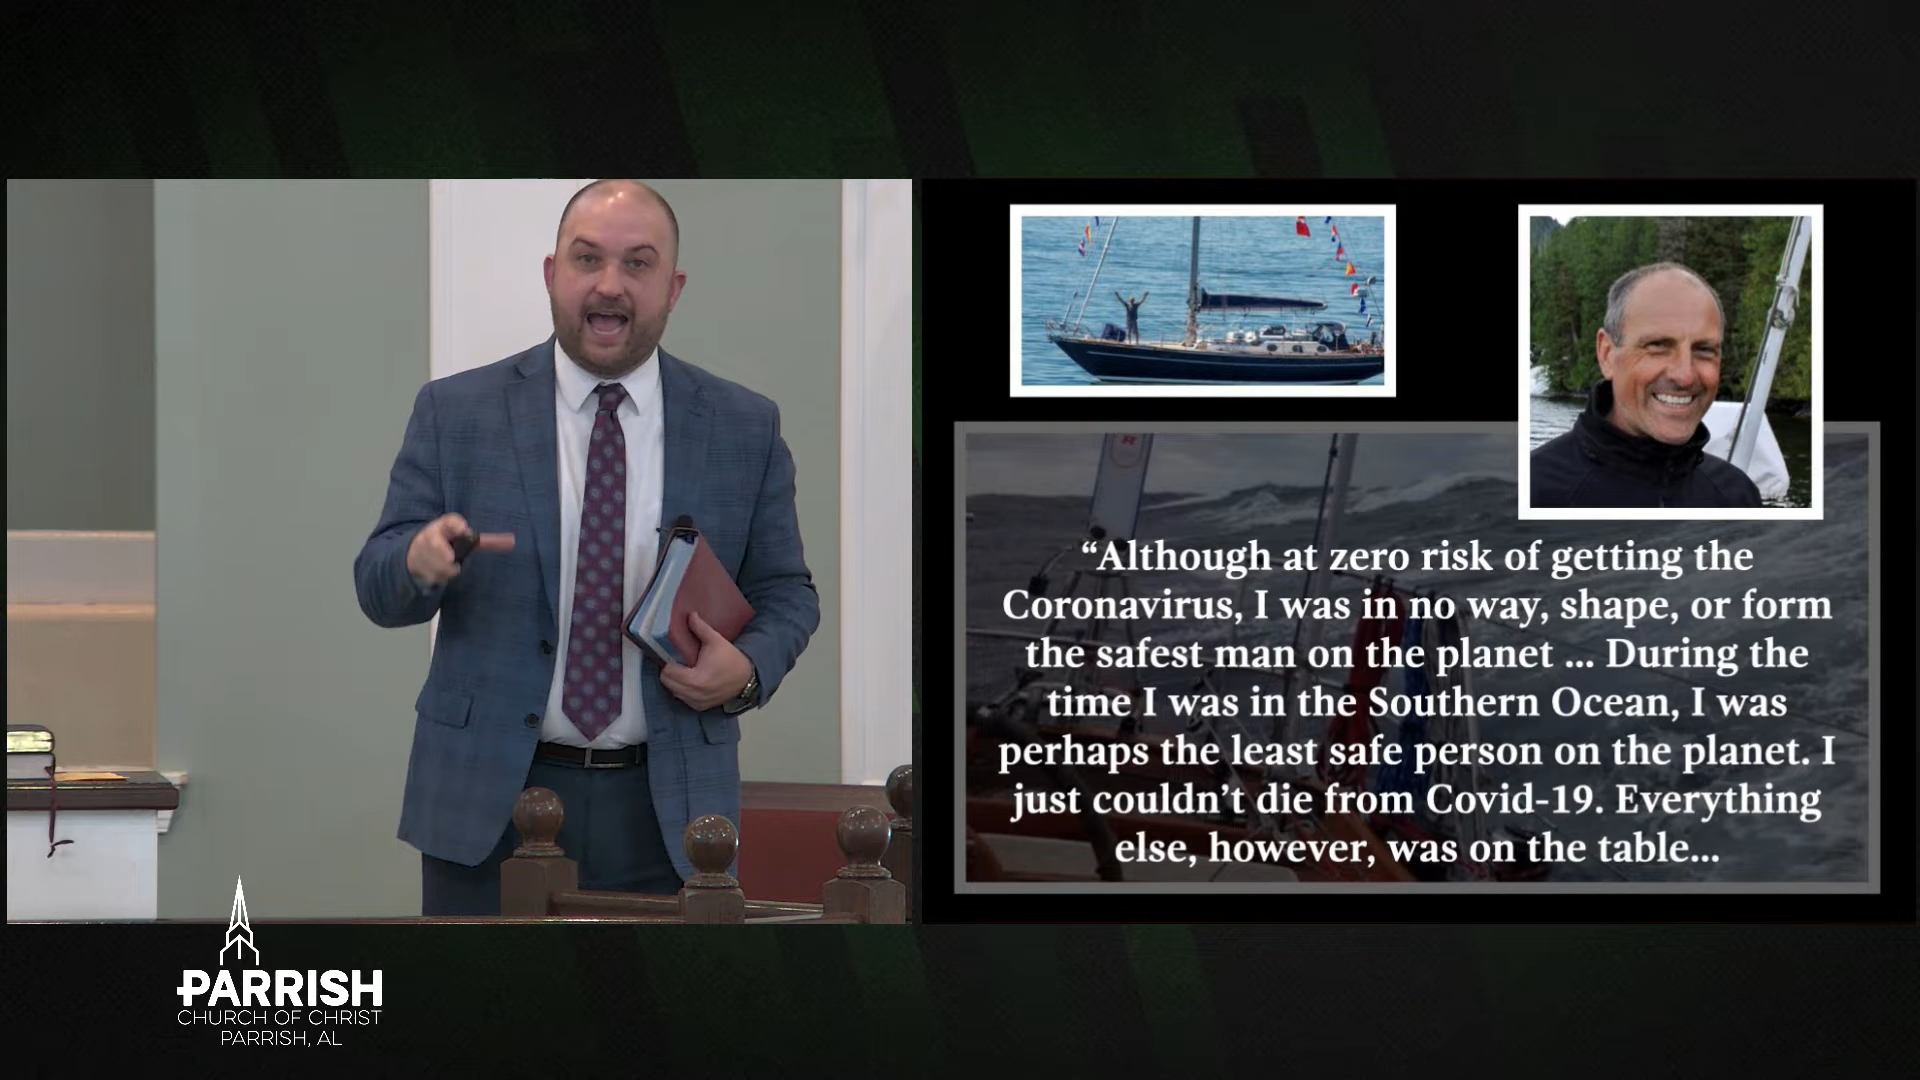 “Although at zero risk of getting the
Coronavirus, I was in no way, shape, or form
the safest man on the planet ... During the
time I was in the Southern Ocean, I was
perhaps the least safe person on the planet. I
just couldn’t die from Covid-19. Everything
else, however, was on the table...
PARRISH
CHURCH OF CHRIST
PARRISH, AL